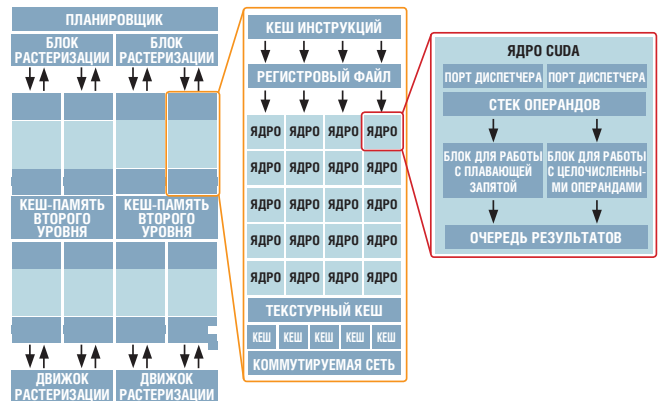 ПЛАНИРОВЩИК
БЛОК БЛОК
РАСТЕРИЗАЦИИ РАСТЕРИЗАЦИИ
КЕШ-ПАМЯТЬ КЕШ-ПАМЯТЬ
ВТОРОГО ВТОРОГО
УРОВНЯ УРОВНЯ
ДВИЖОК ДВИЖОК
РАСТЕРИЗАЦИИ РАСТЕРИЗАЦИИ
КЕШ ИНСТРУКЦИЙ
РЕГИСТРОВЫЙ ФАЙЛ
ЯДРО ЯДРО ЯДРО ЯДРО
ЯДРО ЯДРО ЯДРО ЯДРО
ЯДРО ЯДРО ЯДРО ЯДРО
ЯДРО ЯДРО ЯДРО ЯДРО
ЯДРО ЯДРО ЯДРО ЯДРО
ТЕКСТУРНЫЙ КЕШ
КЕШ КЕШ КЕШ КЕШ КЕШ
КОММУТИРУЕМАЯ СЕТЬ
ЯДРО CUDA
ПОРТ ДИСПЕТЧЕРА ПОРТ ДИСПЕТЧЕРА
СТЕК ОПЕРАНДОВ
БЛОК ДЛЯ РАБОТЫ БЛОК ДЛЯ РАБОТЫ
С ПЛАВАЮЩЕЙ С ЦЕЛОЧИСЛЕННЫ-
ЗАПЯТОЙ МИ ОПЕРАНДАМИ
ОЧЕРЕДЬ РЕЗУЛЬТАТОВ